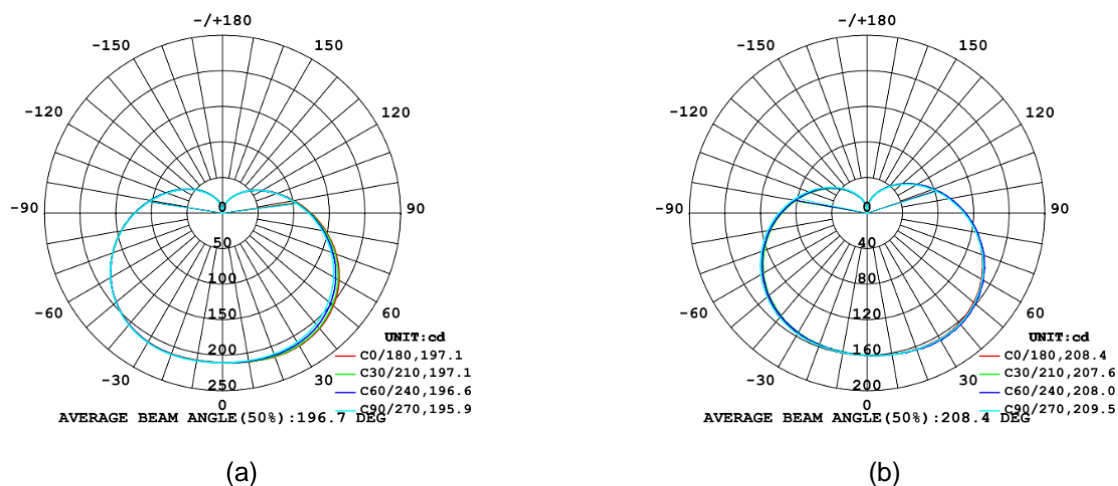 -/+180
-150
150
-120
120
-90
90
-60
60
-30
30
0
0
50
100
150
200
250
UNIT:cd
C0/180,197.1
C30/210,197.1
C60/240,196.6
C90/270,195.9
AVERAGE BEAM ANGLE(50%):196.7 DEG
(a)
-/+180
-150
150
-120
120
-90
90
-60
60
-30
30
0
0
40
80
120
160
200
UNIT:cd
C0/180,208.4
C30/210,207.6
C60/240,208.0
C90/270,209.5
AVERAGE BEAM ANGLE(50%):208.4 DEG
(b)